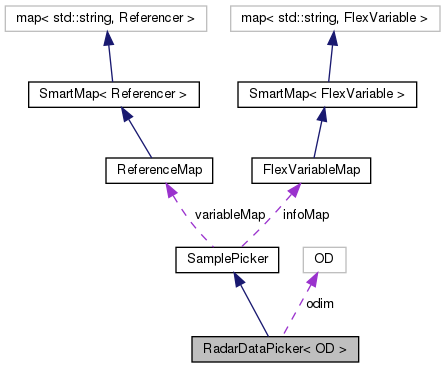 map< std::string, Referencer >
map< std::string, FlexVariable >
SmartMap< Referencer >
SmartMap< FlexVariable >
ReferenceMap
FlexVariableMap
variableMap
infoMap
SamplePicker
OD
odim
RadarDataPicker< OD >